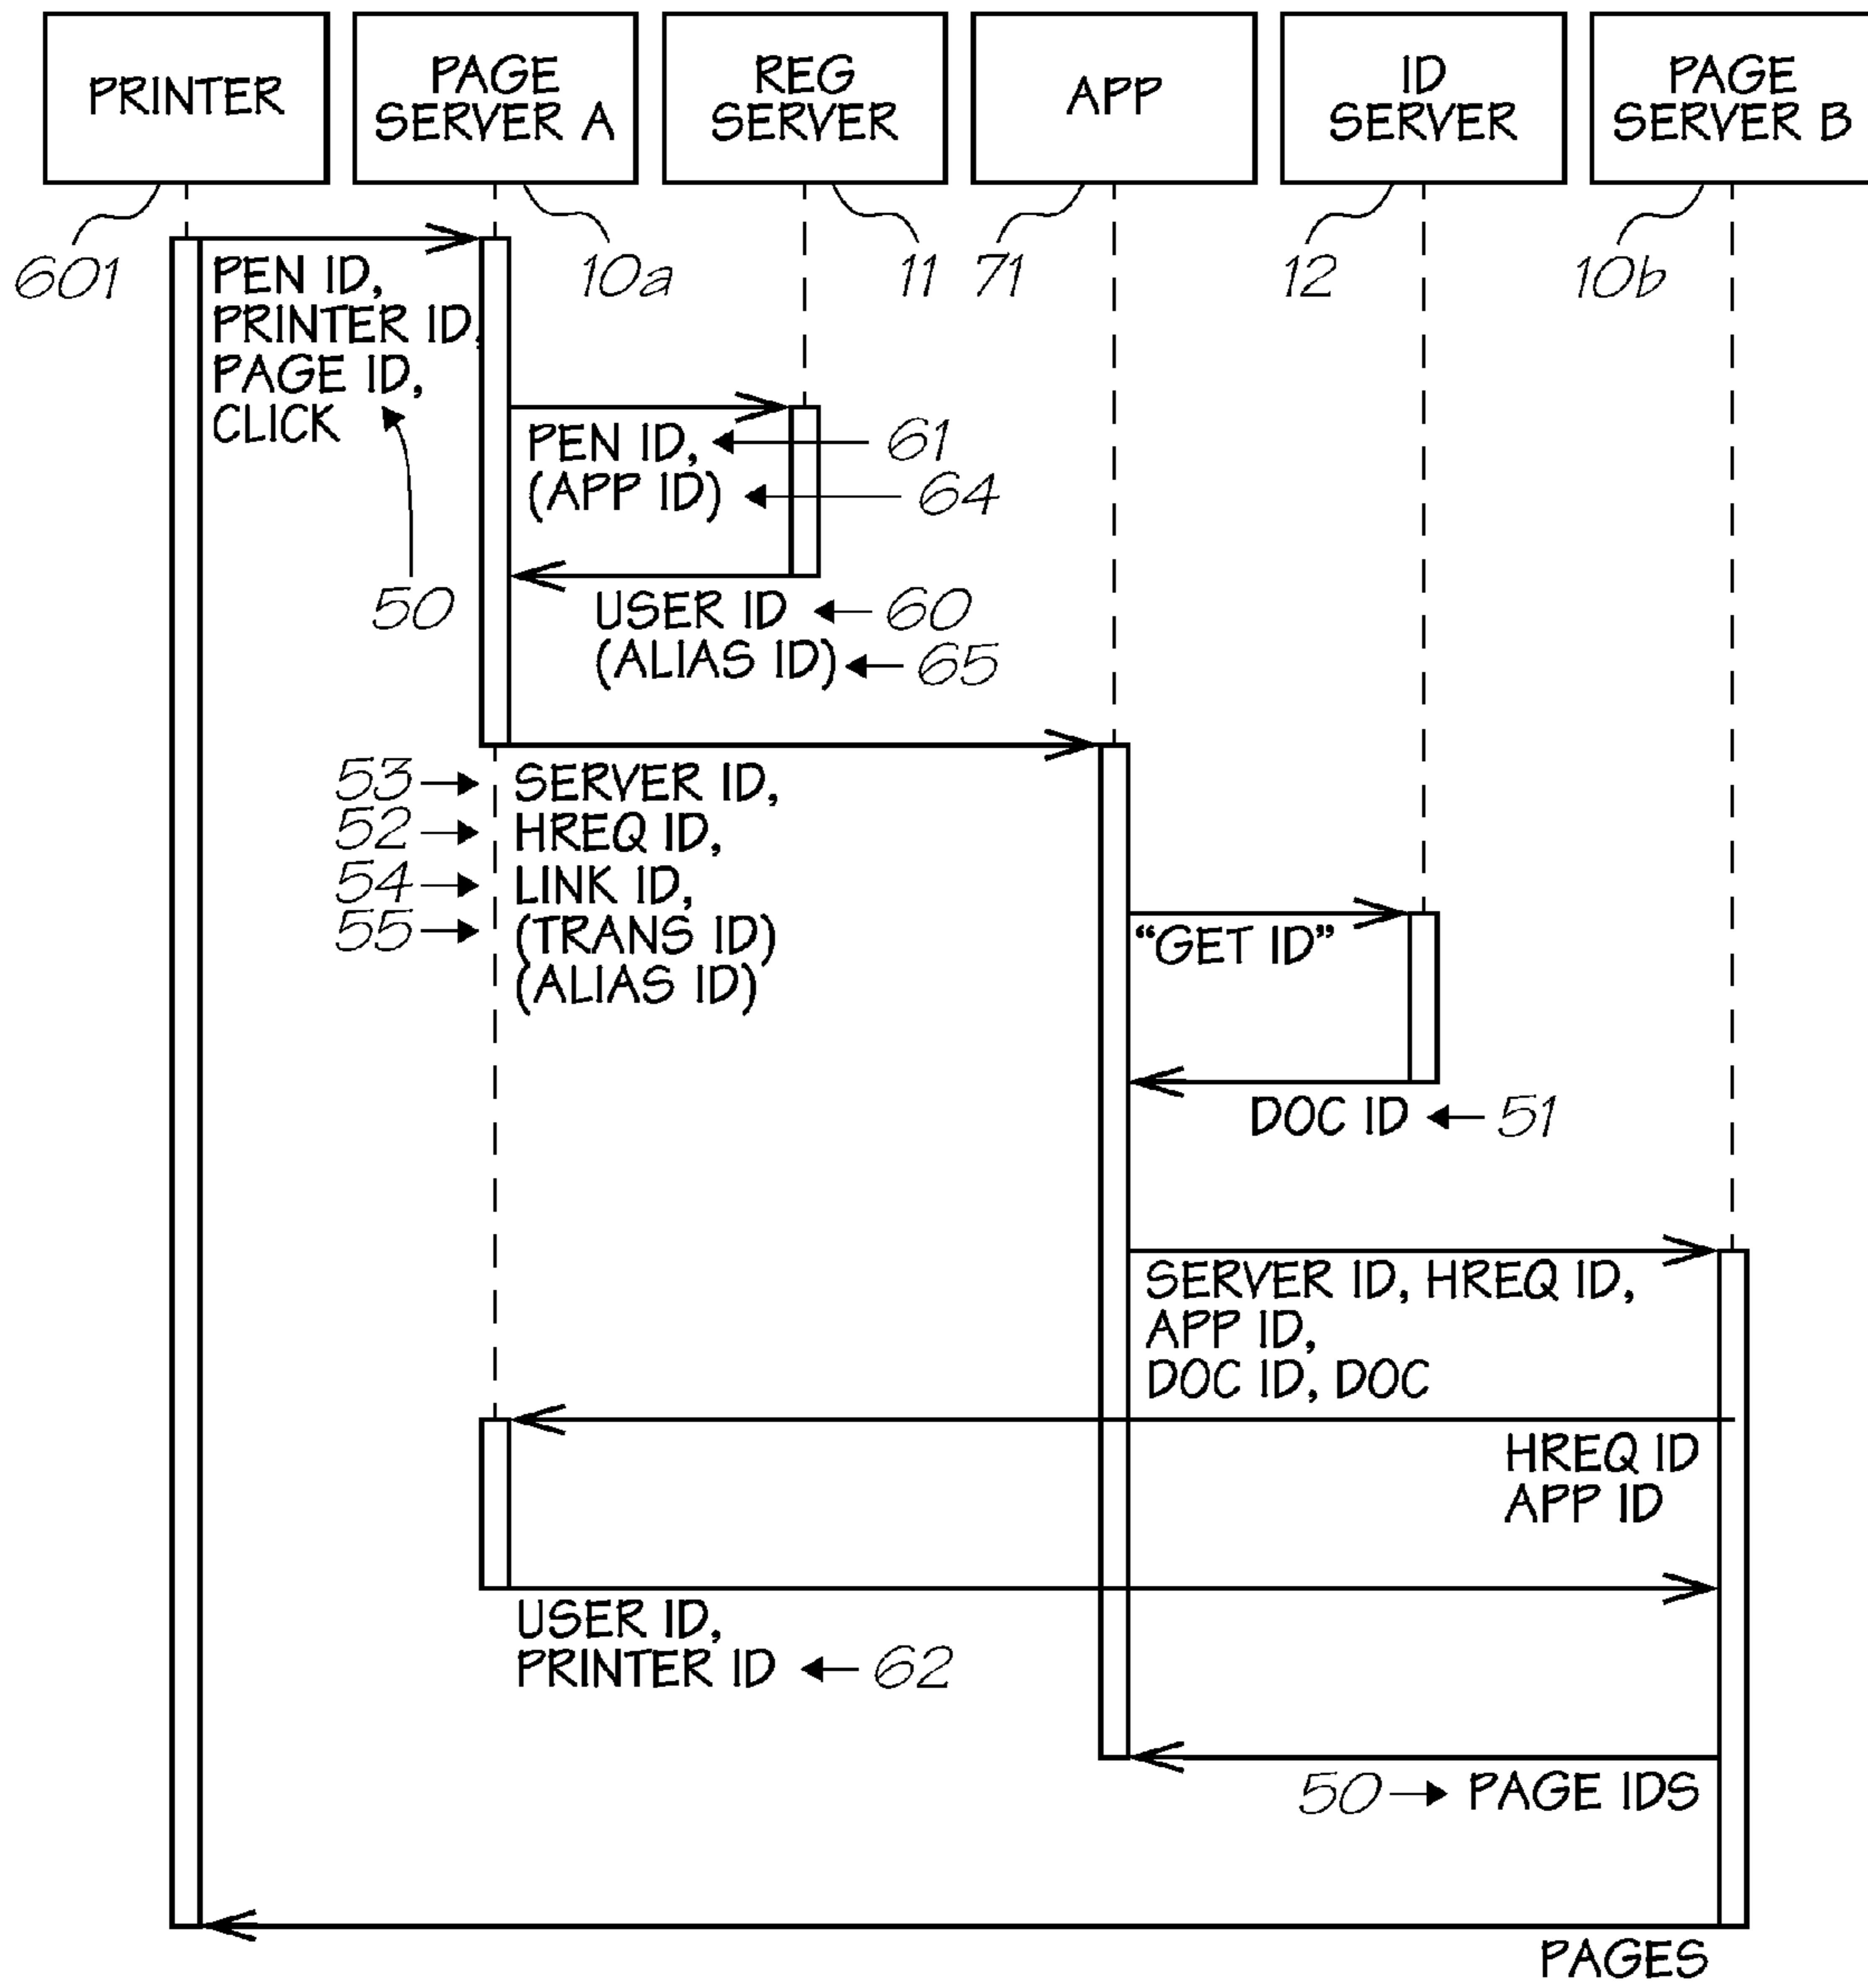 PRINTER
PAGE
SERVER A
REG
SERVER
APP
ID
SERVER
PAGE
SERVER B
601
10a
11
71
12
10b
PEN ID,
PRINTER ID,
PAGE ID,
CLICK
50
PEN ID,
61
(APP ID)
64
USER ID
60
(ALIAS ID)
65
53
SERVER ID,
52
HREQ ID,
54
LINK ID,
55
(TRANS ID)
(ALIAS ID)
“GET ID”
DOC ID
51
SERVER ID, HREQ ID,
APP ID,
DOC ID, DOC
HREQ ID
APP ID
USER ID,
PRINTER ID
62
50
PAGE IDS
PAGES